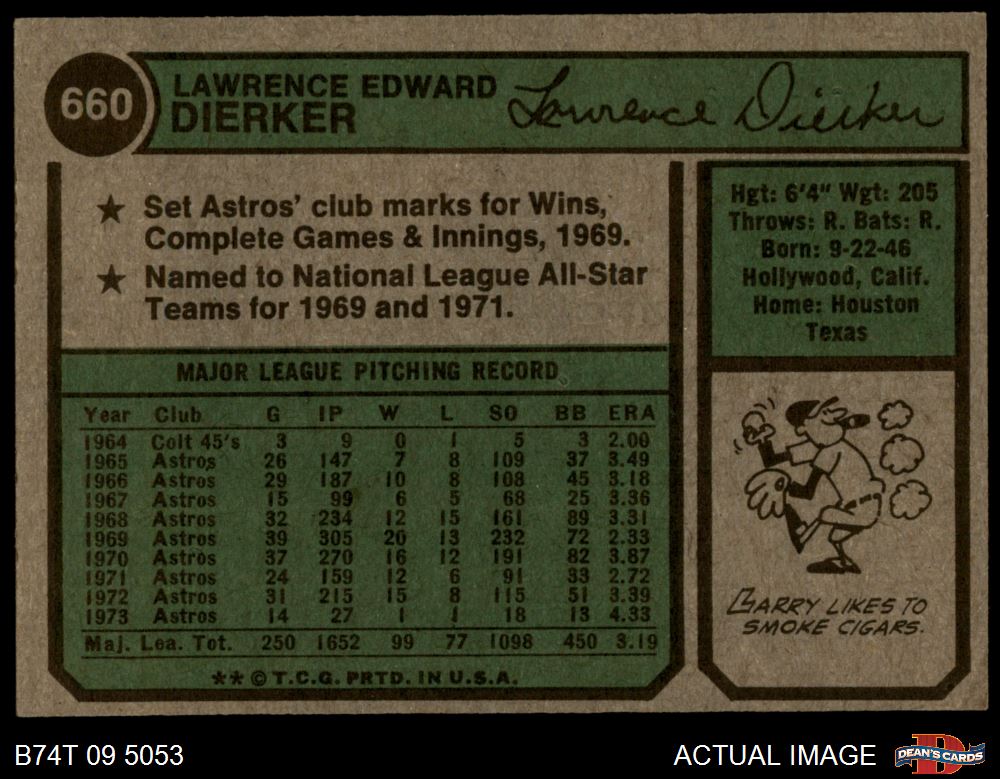 660
LAWRENCE EDWARD
DIERKER
Lawrence Dierker
★ Set Astros' club marks for Wins,
Complete Games & Innings, 1969.
★ Named to National League All-Star
Teams for 1969 and 1971.
Hgt: 6'4" Wgt: 205
Throws: R. Bats: R.
Born: 9-22-46
Hollywood, Calif.
Home: Houston
Texas
MAJOR LEAGUE PITCHING RECORD
Year Club G IP W L SO BB ERA
1964 Colt 45's 3 9 0 1 5 3 2.00
1965 Astros 26 147 7 8 109 37 3.49
1966 Astros 29 187 10 8 108 45 3.18
1967 Astros 15 99 6 5 68 25 3.36
1968 Astros 32 234 12 15 161 89 3.31
1969 Astros 39 305 20 13 232 72 2.33
1970 Astros 37 270 16 12 191 82 3.87
1971 Astros 24 159 12 6 91 33 2.72
1972 Astros 31 215 15 8 115 51 3.39
1973 Astros 14 27 1 1 18 13 4.33
Maj. Lea. Tot. 250 1652 99 77 1098 450 3.19
** © T.C.G. PRTD. IN U.S.A.
LARRY LIKES TO
SMOKE CIGARS.
B74T 09 5053
ACTUAL IMAGE
DEAN'S CARDS